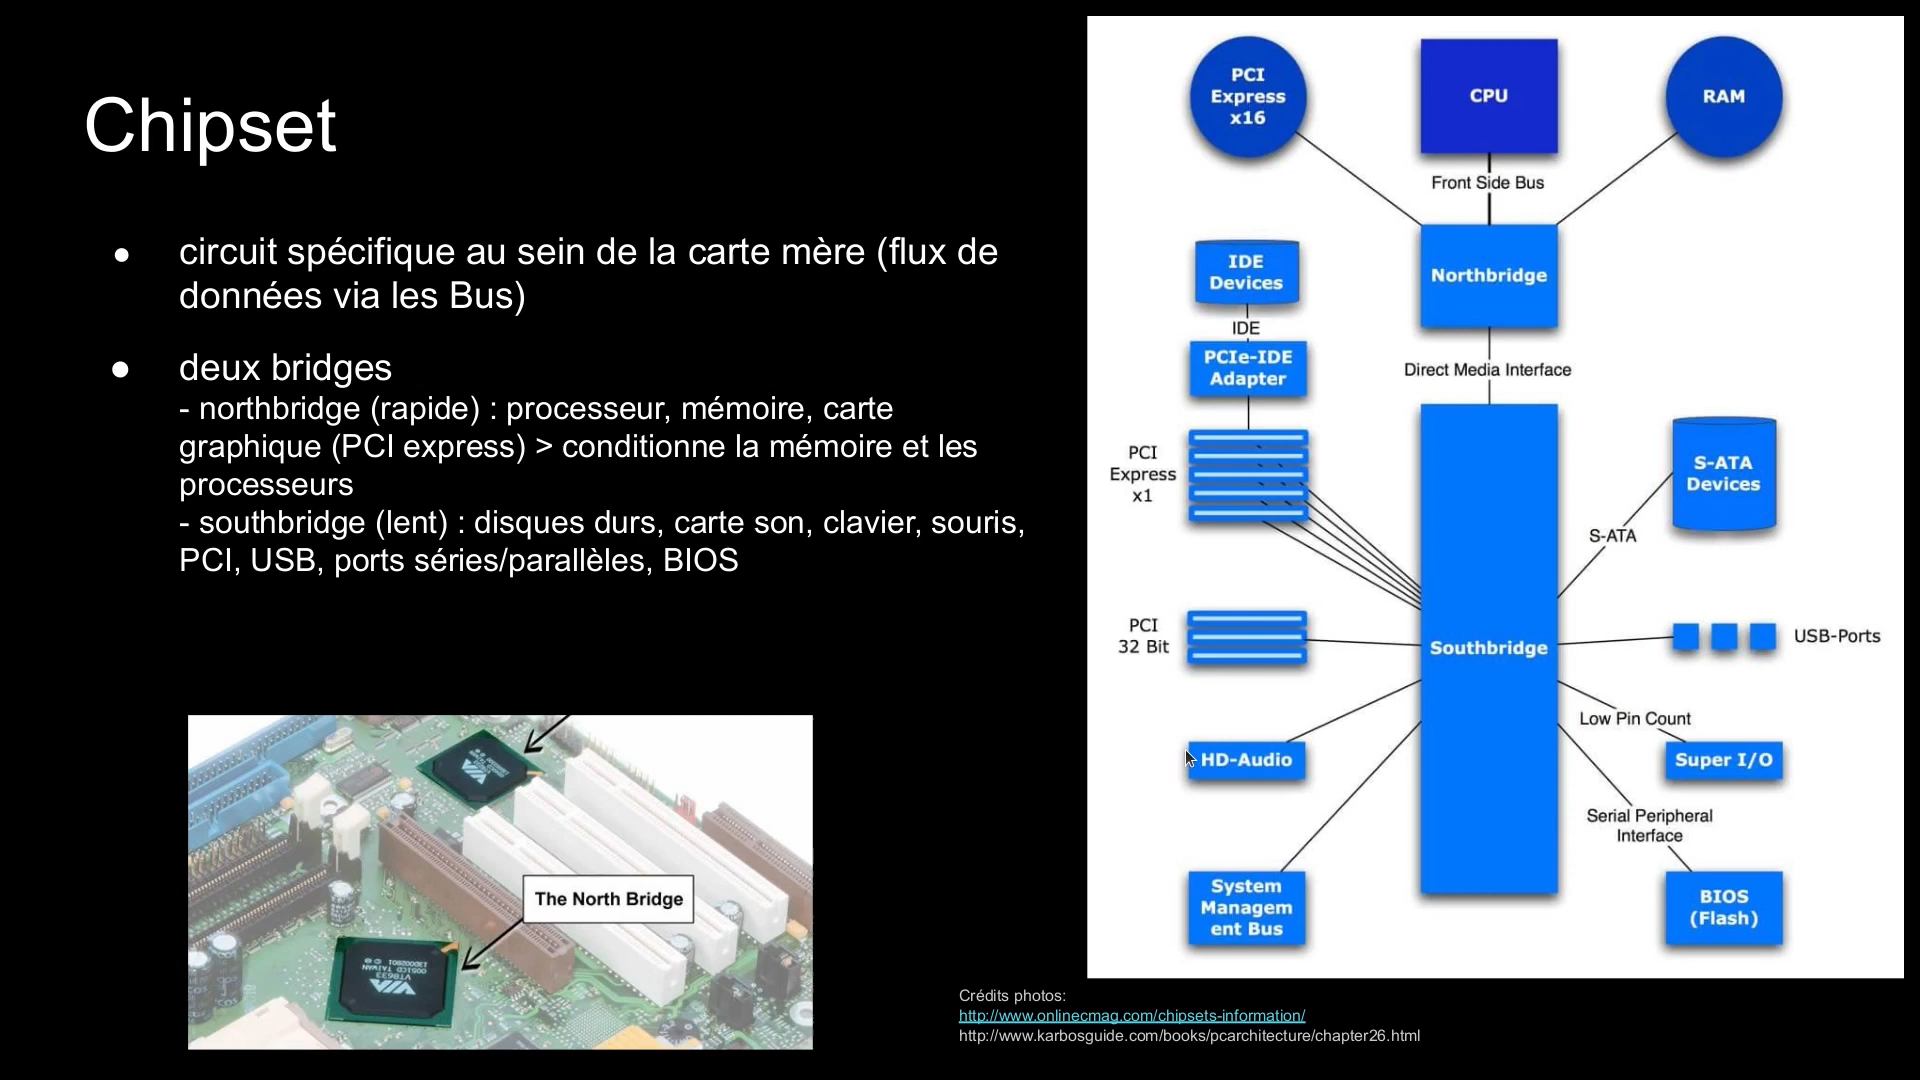 Chipset
● circuit spécifique au sein de la carte mère (flux de
données via les Bus)
● deux bridges
- northbridge (rapide) : processeur, mémoire, carte
graphique (PCI express) > conditionne la mémoire et les
processeurs
- southbridge (lent) : disques durs, carte son, clavier, souris,
PCI, USB, ports séries/parallèles, BIOS
VIA
The North Bridge
VIA
VT8633
0051CD TAIWAN
PCI
Express
x16
CPU
RAM
Front Side Bus
Northbridge
IDE
Devices
IDE
PCIe-IDE
Adapter
Direct Media Interface
PCI
Express
x1
S-ATA
Devices
S-ATA
PCI
32 Bit
Southbridge
USB-Ports
Low Pin Count
HD-Audio
Super I/O
Serial Peripheral
Interface
System
Managem
ent Bus
BIOS
(Flash)
Crédits photos:
http://www.onlinecmag.com/chipsets-information/
http://www.karbosguide.com/books/pcarchitecture/chapter26.html